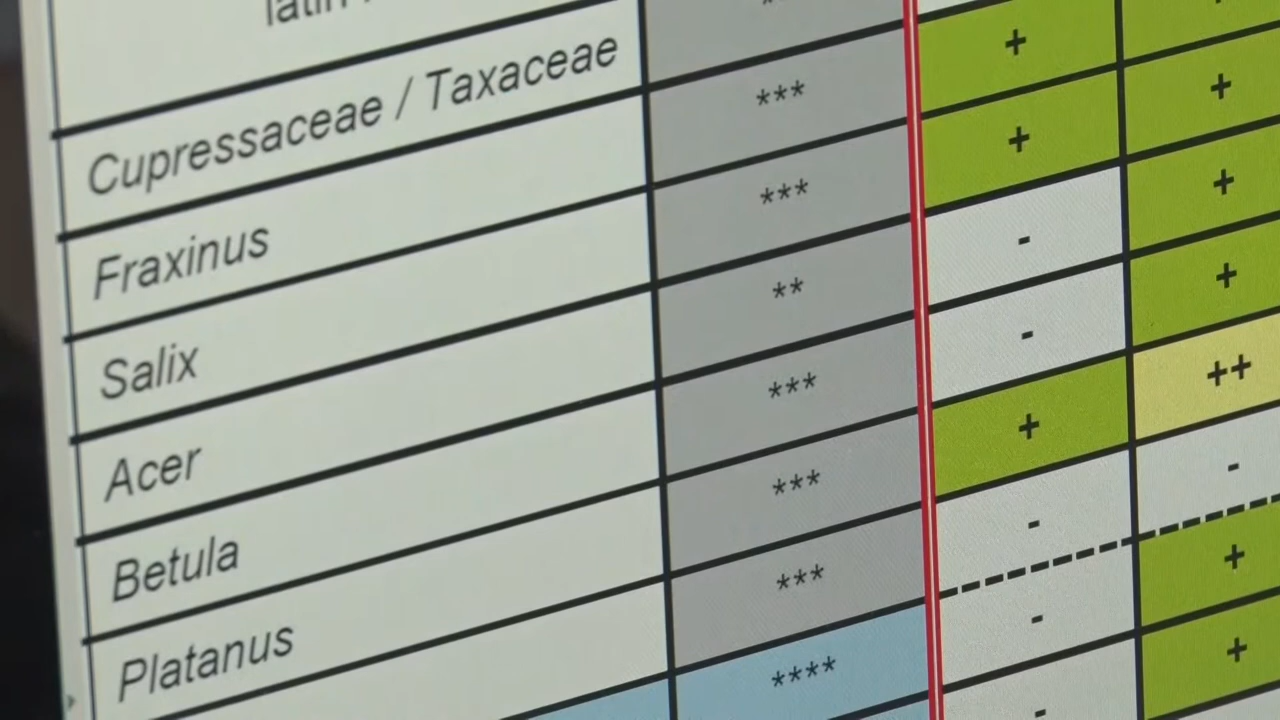 latin
Cupressaceae / Taxaceae
Fraxinus *** +
Salix *** + +
Acer ** - +
Betula *** - +
Platanus *** + ++
*** - -
**** - +
- +